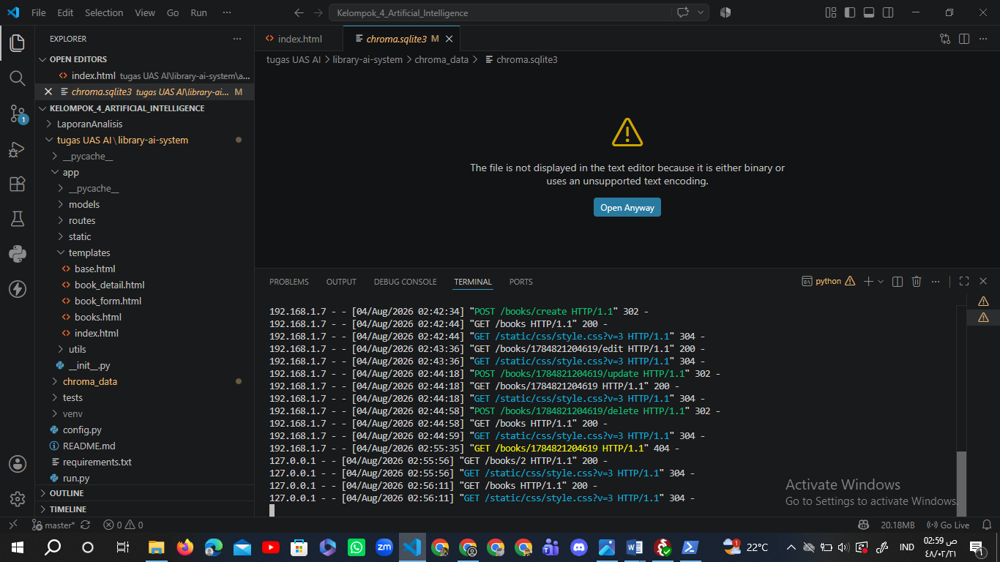 File Edit Selection View Go Run ···
Kelompok_4_Artificial_Intelligence
EXPLORER
OPEN EDITORS
index.html tugas UAS AI\library-ai-system\a...
chroma.sqlite3 tugas UAS AI\library-ai... M
KELOMPOK_4_ARTIFICIAL_INTELLIGENCE
LaporanAnalisis
tugas UAS AI\library-ai-system
__pycache__
app
__pycache__
models
routes
static
templates
base.html
book_detail.html
book_form.html
books.html
index.html
utils
__init__.py
chroma_data
tests
venv
config.py
README.md
requirements.txt
run.py
OUTLINE
TIMELINE
1
index.html
chroma.sqlite3 M
tugas UAS AI > library-ai-system > chroma_data > chroma.sqlite3
The file is not displayed in the text editor because it is either binary or
uses an unsupported text encoding.
Open Anyway
PROBLEMS OUTPUT DEBUG CONSOLE TERMINAL PORTS
python
192.168.1.7 - - [04/Aug/2026 02:42:34] "POST /books/create HTTP/1.1" 302 -
192.168.1.7 - - [04/Aug/2026 02:42:44] "GET /books HTTP/1.1" 200 -
192.168.1.7 - - [04/Aug/2026 02:42:44] "GET /static/css/style.css?v=3 HTTP/1.1" 304 -
192.168.1.7 - - [04/Aug/2026 02:43:36] "GET /books/1784821204619/edit HTTP/1.1" 200 -
192.168.1.7 - - [04/Aug/2026 02:43:36] "GET /static/css/style.css?v=3 HTTP/1.1" 304 -
192.168.1.7 - - [04/Aug/2026 02:44:18] "POST /books/1784821204619/update HTTP/1.1" 302 -
192.168.1.7 - - [04/Aug/2026 02:44:18] "GET /books/1784821204619 HTTP/1.1" 200 -
192.168.1.7 - - [04/Aug/2026 02:44:18] "GET /static/css/style.css?v=3 HTTP/1.1" 304 -
192.168.1.7 - - [04/Aug/2026 02:44:58] "POST /books/1784821204619/delete HTTP/1.1" 302 -
192.168.1.7 - - [04/Aug/2026 02:44:58] "GET /books HTTP/1.1" 200 -
192.168.1.7 - - [04/Aug/2026 02:44:59] "GET /static/css/style.css?v=3 HTTP/1.1" 304 -
192.168.1.7 - - [04/Aug/2026 02:55:35] "GET /books/1784821204619 HTTP/1.1" 404 -
127.0.0.1 - - [04/Aug/2026 02:55:56] "GET /books/2 HTTP/1.1" 200 -
127.0.0.1 - - [04/Aug/2026 02:55:56] "GET /static/css/style.css?v=3 HTTP/1.1" 304 -
127.0.0.1 - - [04/Aug/2026 02:56:11] "GET /books HTTP/1.1" 200 -
127.0.0.1 - - [04/Aug/2026 02:56:11] "GET /static/css/style.css?v=3 HTTP/1.1" 304 -
Activate Windows
Go to Settings to activate Windows.
master* 0 0 20.18MB Go Live
zm 1 22°C IND 02:59 ص
٤٨/٠٢/٢١
1